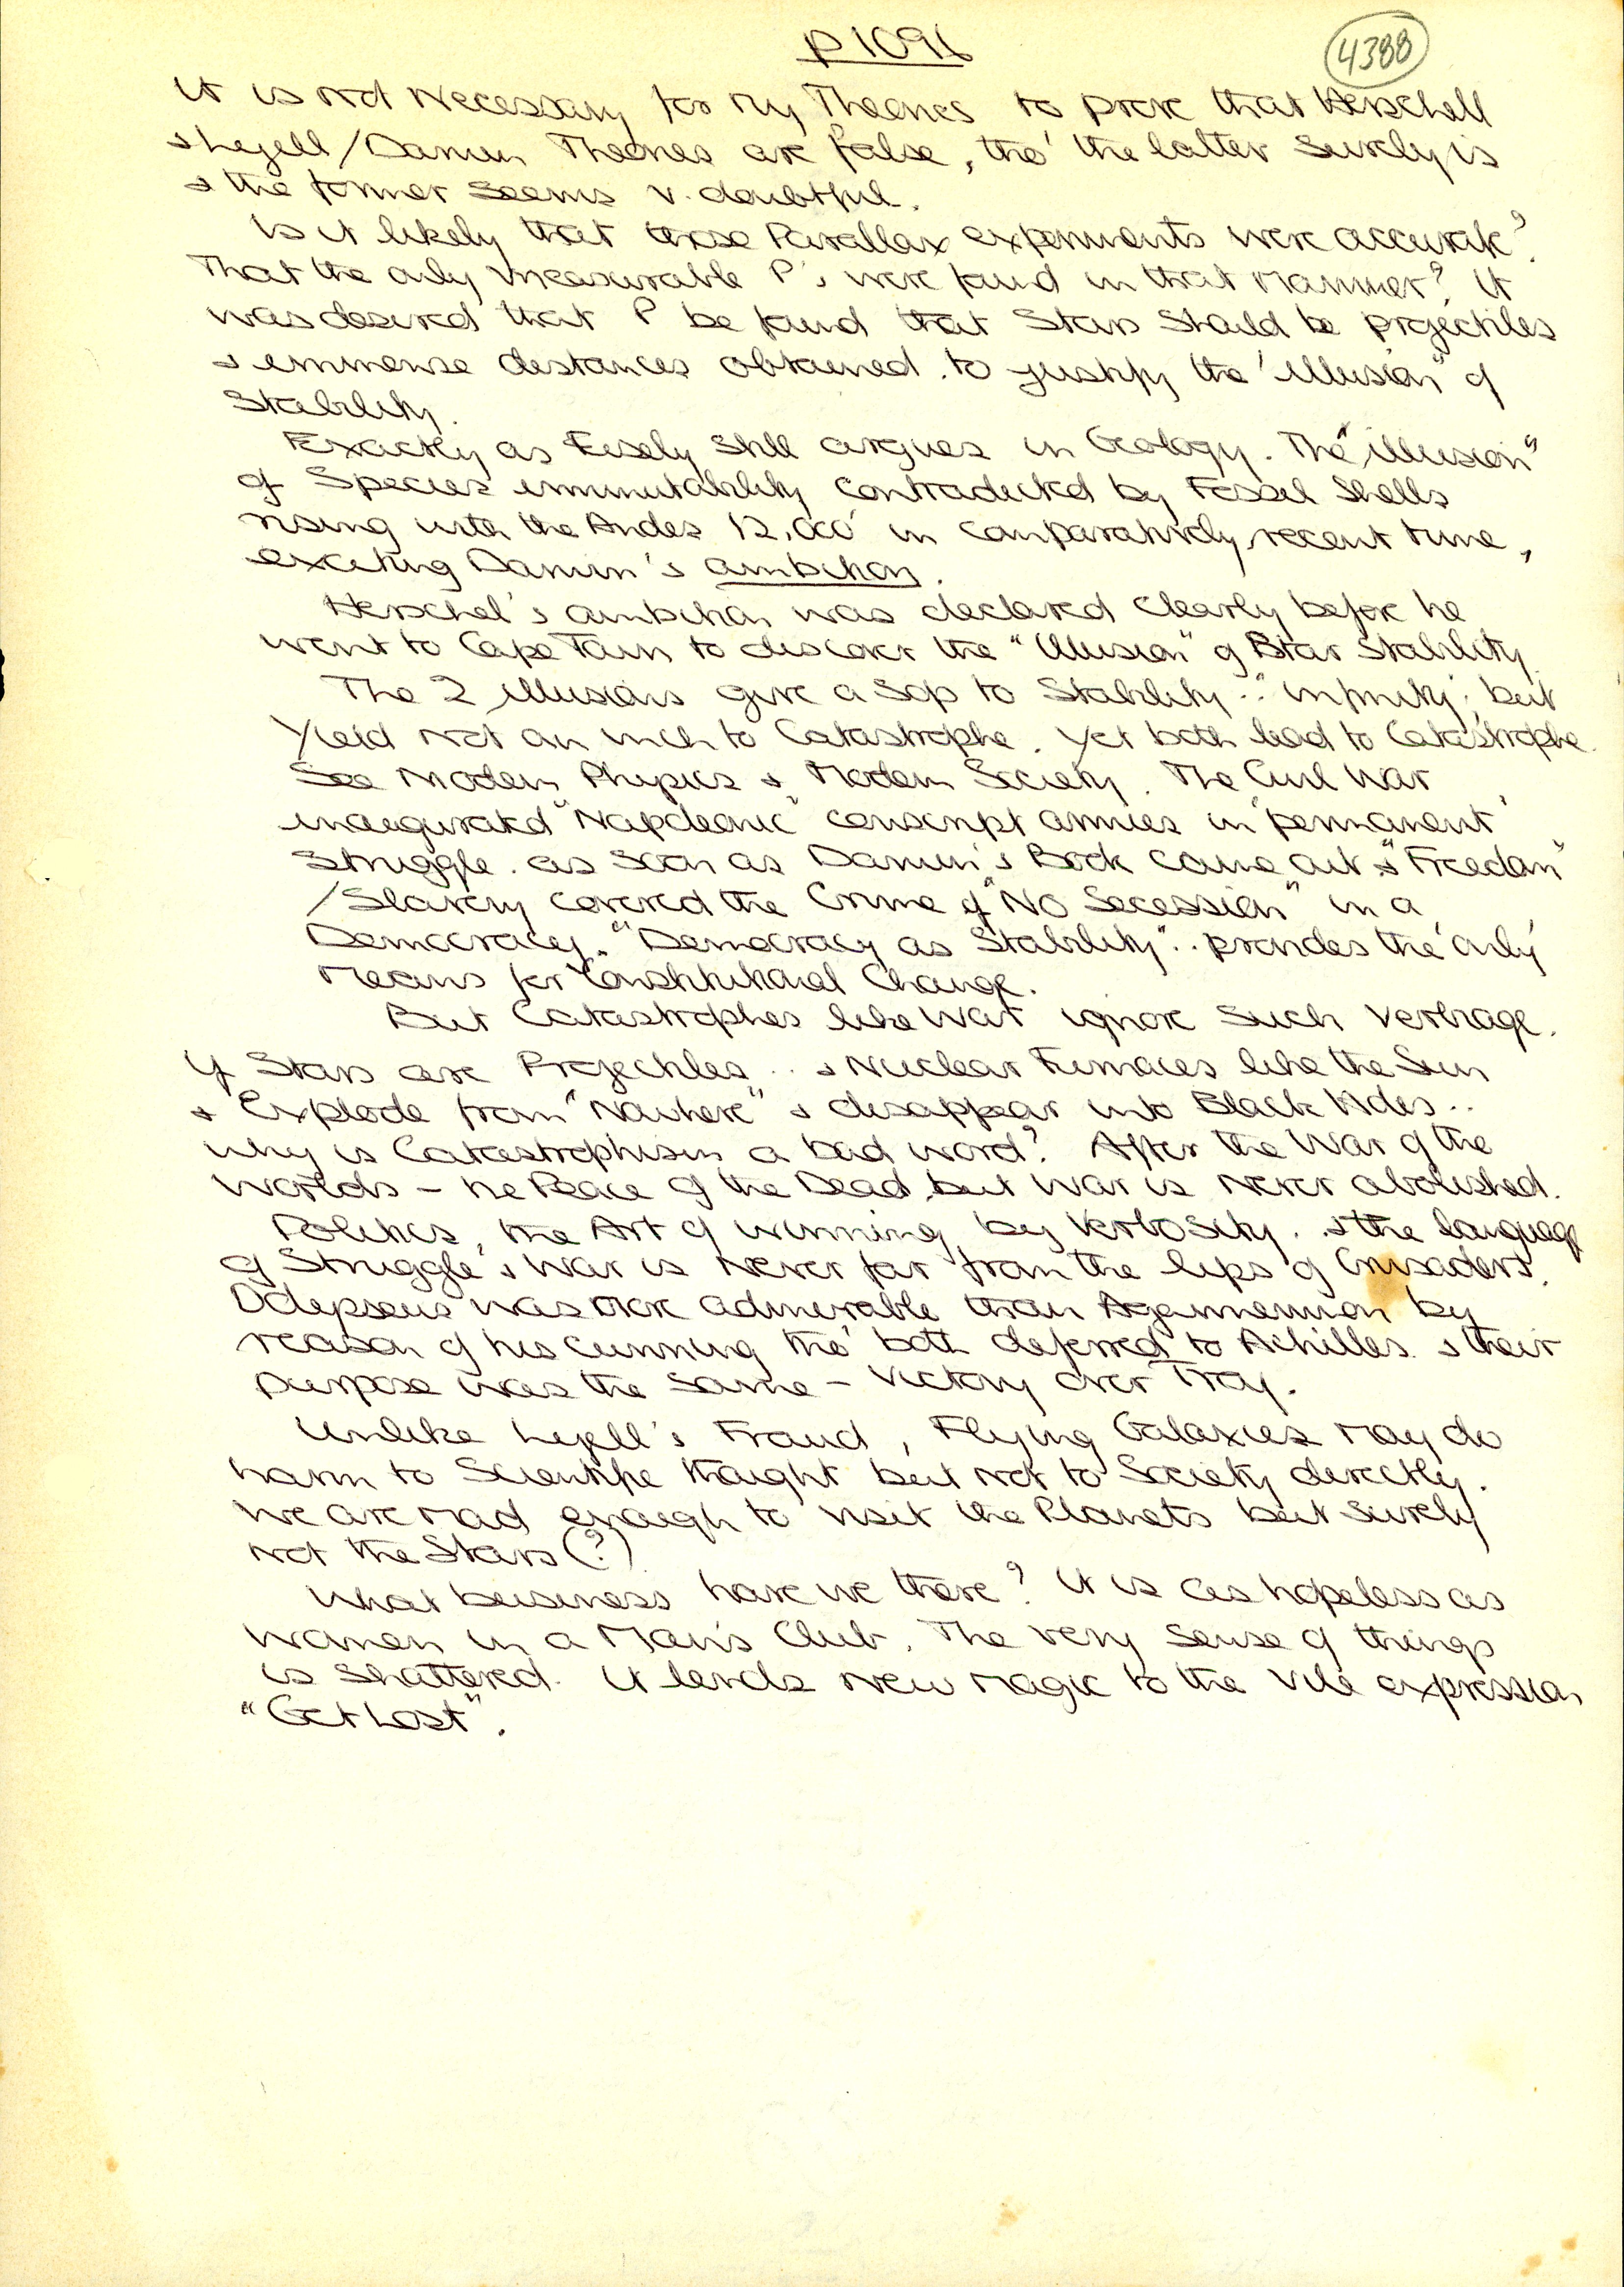 p 1096
4388
It is not Necessary for My Theories to prove that Herschell
& Lyell/Darwin Theories are false, tho' the latter surely is
& the former seems v. doubtful.
Is it likely that those Parallax experiments were accurate?
That the only measurable P's were found in that Manner? It
was desired that P be found that Stars Should be projectiles
& immense distances obtained. to justify the "illusion" of
Stability.
Exactly as Eisely still argues in Geology. The "illusion"
of Species immutability contradicted by Fossil Shells
rising with the Andes 12,000' in comparatively recent time,
exciting Darwin's ambition.
Herschel's ambition was declared clearly before he
went to Cape Town to discover the "Illusion" of Star Stability.
The 2 illusions give a Sop to Stability.. "infinity", but
Yield Not an inch to Catastrophe. Yet both lead to Catastrophe.
See Modern Physics & Modern Society. The Civil War
inaugurated "Napoleonic" conscript armies in "permanent"
Struggle. as soon as Darwin's Book came out & "Freedom"
/Slavery covered the Crime of "No Secession" in a
Democracy. "Democracy as Stability".. provides the 'only'
Means for Constitutional Change.
But Catastrophes like War ignore such Verbiage.
If Stars are Projectiles.. & Nuclear Furnaces like the Sun
& Explode from "Nowhere" & disappear into Black Holes..
why is Catastrophism a bad word? After the War of the
Worlds – he Peace of the Dead, but War is Never abolished.
Politics, the Art of winning by Verbosity. & the language
of Struggle & War is Never far from the lips of Crusaders.
Odepseus was More admirable than Agamemnon by
reason of his cunning tho' both deferred to Achilles. & their
purpose was the same – Victory over Troy.
Unlike Lyell's Fraud, Flying Galaxies May do
harm to Scientific thought but not to Society directly.
We are Mad enough to visit the Planets but Surely
Not the Stars (?)
What business have we there? It is as hopeless as
women in a Man's Club. The very Sense of things
is Shattered. It lends New Magic to the Vile expression
"Get Lost".